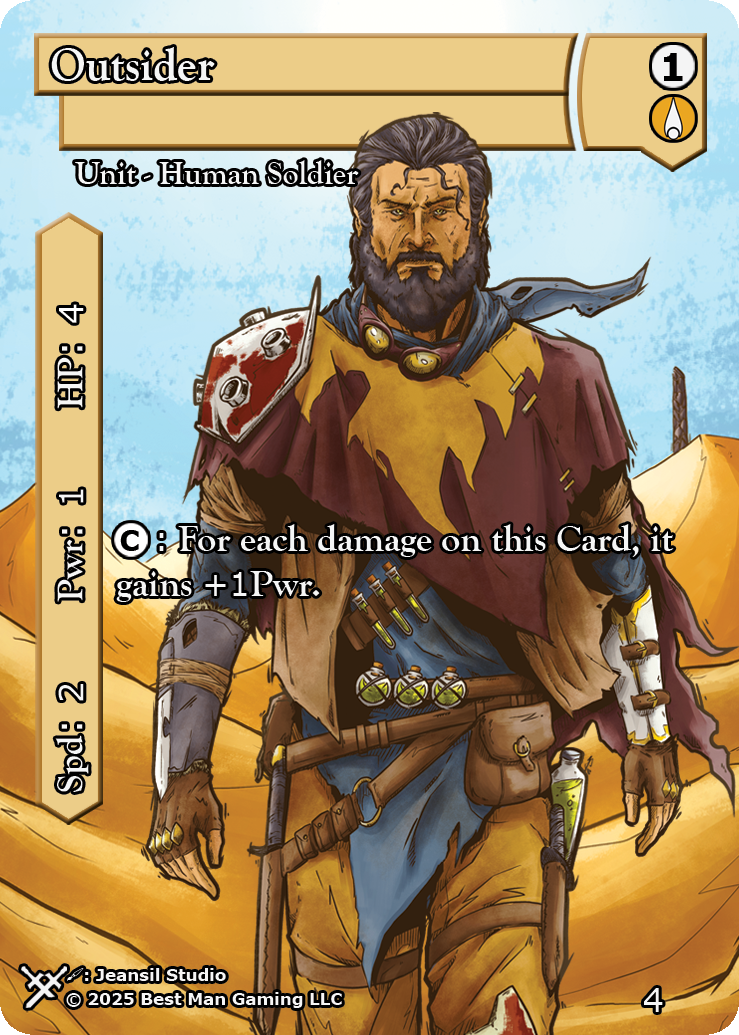 Outsider
1
Unit - Human Soldier
HP: 4
Pwr: 1
Spd: 2
C: For each damage on this Card, it
gains +1Pwr.
: Jeansil Studio
© 2025 Best Man Gaming LLC
4